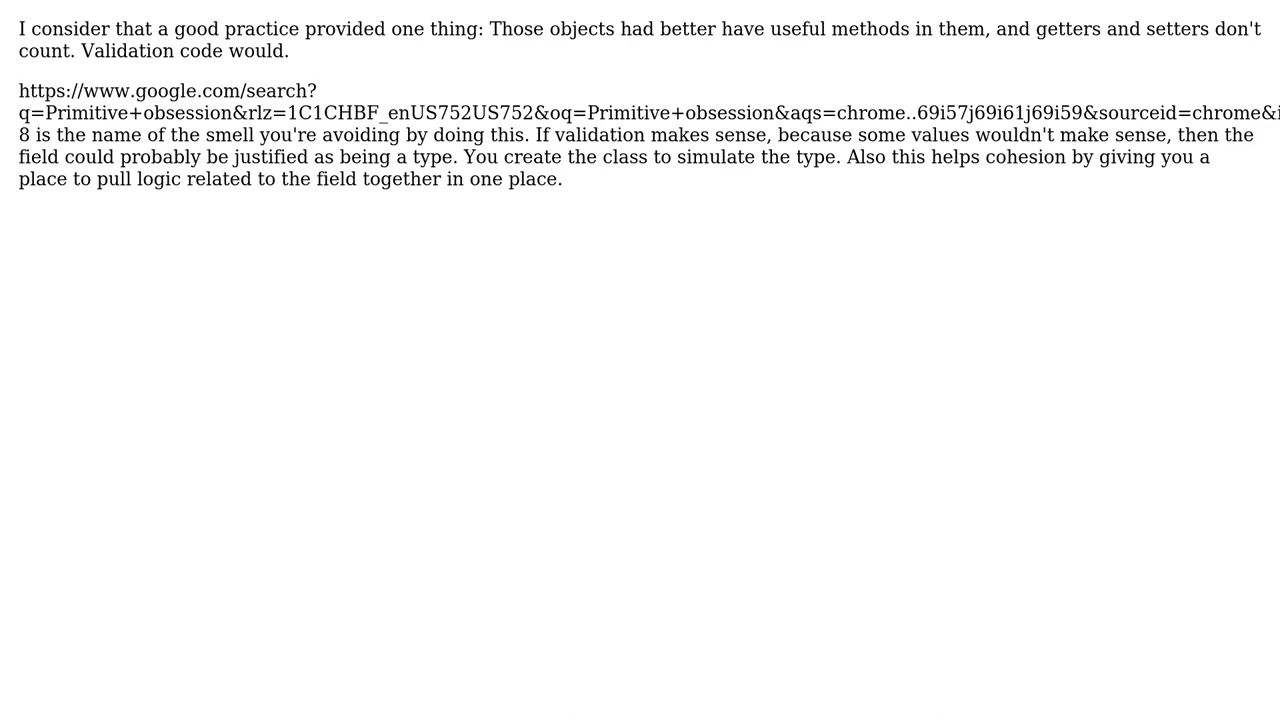 I consider that a good practice provided one thing: Those objects had better have useful methods in them, and getters and setters don't
count. Validation code would.
https://www.google.com/search?
q=Primitive+obsession&rlz=1C1CHBF_enUS752US752&oq=Primitive+obsession&aqs=chrome..69i57j69i61j69i59&sourceid=chrome&
8 is the name of the smell you're avoiding by doing this. If validation makes sense, because some values wouldn't make sense, then the
field could probably be justified as being a type. You create the class to simulate the type. Also this helps cohesion by giving you a
place to pull logic related to the field together in one place.